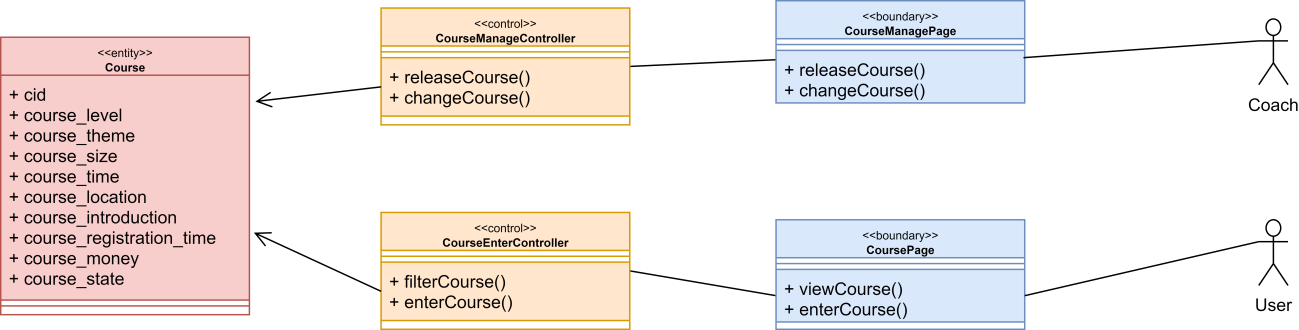 <<entity>>
Course
+ cid
+ course_level
+ course_theme
+ course_size
+ course_time
+ course_location
+ course_introduction
+ course_registration_time
+ course_money
+ course_state
<<control>>
CourseManageController
+ releaseCourse()
+ changeCourse()
<<boundary>>
CourseManagePage
+ releaseCourse()
+ changeCourse()
Coach
<<control>>
CourseEnterController
+ filterCourse()
+ enterCourse()
<<boundary>>
CoursePage
+ viewCourse()
+ enterCourse()
User